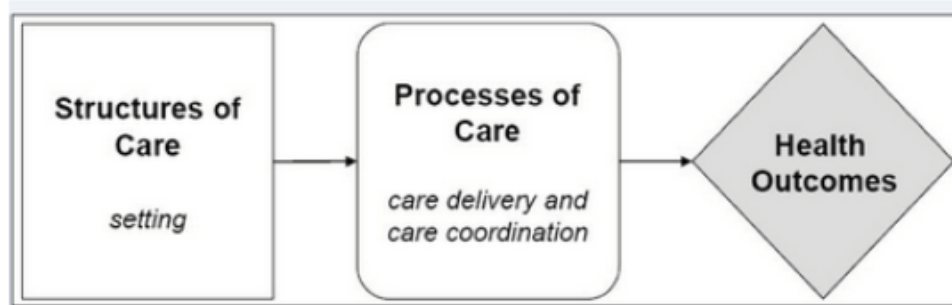 Structures of
Care
setting
Processes of
Care
care delivery and
care coordination
Health
Outcomes